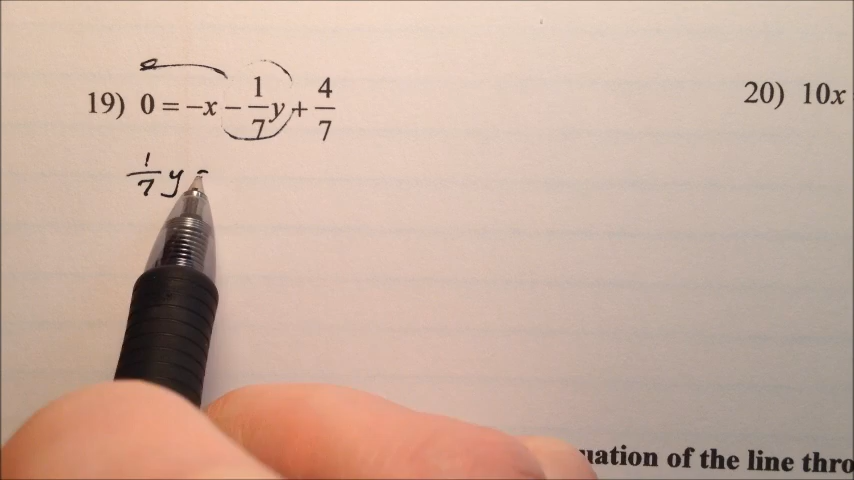 19) 0 = −x − 1/7 y + 4/7
20) 10x
1/7 y =
uation of the line thro